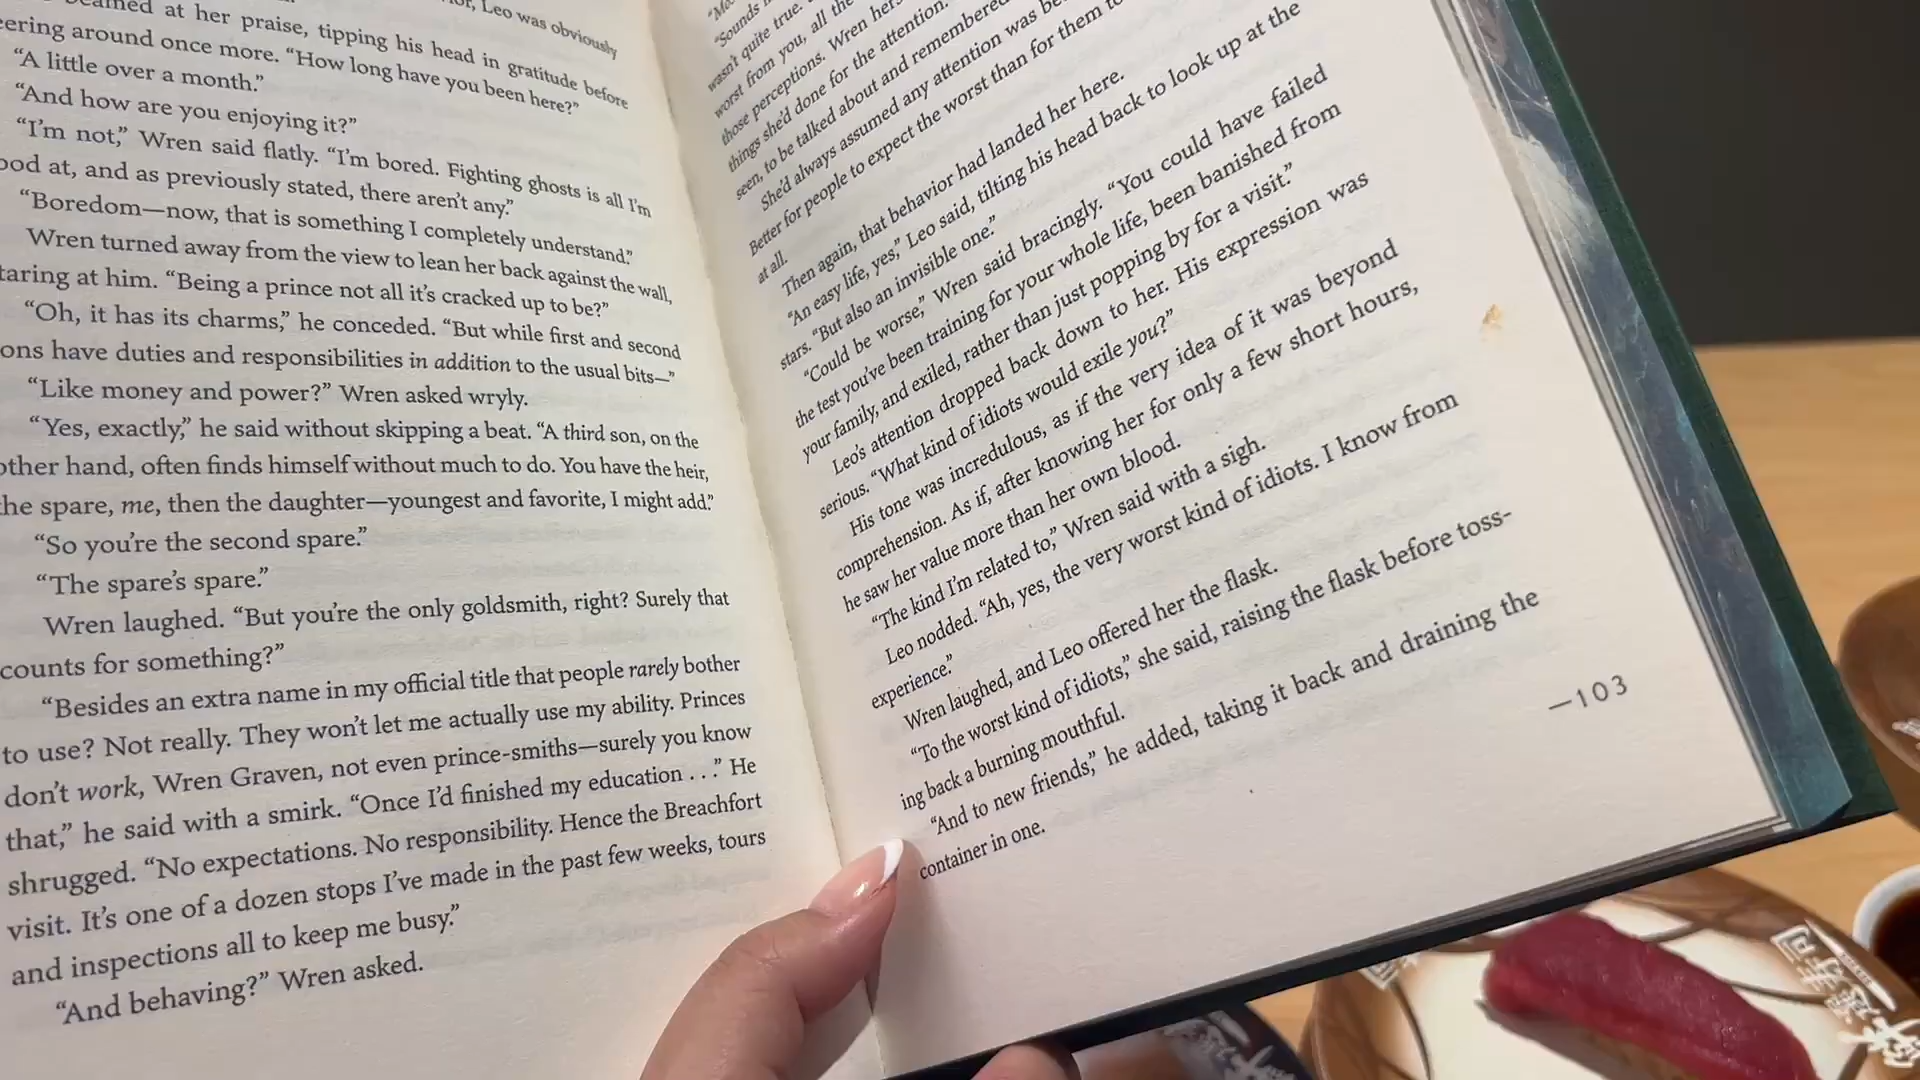 Leo was obviously
at her praise, tipping his head in gratitude before
eering around once more. “How long have you been here?”
“A little over a month.”
“And how are you enjoying it?”
“I’m not,” Wren said flatly. “I’m bored. Fighting ghosts is all I’m
ood at, and as previously stated, there aren’t any.”
“Boredom—now, that is something I completely understand.”
Wren turned away from the view to lean her back against the wall,
taring at him. “Being a prince not all it’s cracked up to be?”
“Oh, it has its charms,” he conceded. “But while first and second
ons have duties and responsibilities in addition to the usual bits—”
“Like money and power?” Wren asked wryly.
“Yes, exactly,” he said without skipping a beat. “A third son, on the
other hand, often finds himself without much to do. You have the heir,
he spare, me, then the daughter—youngest and favorite, I might add.”
“So you’re the second spare.”
“The spare’s spare.”
Wren laughed. “But you’re the only goldsmith, right? Surely that
counts for something?”
“Besides an extra name in my official title that people rarely bother
to use? Not really. They won’t let me actually use my ability. Princes
don’t work, Wren Graven, not even prince-smiths—surely you know
that,” he said with a smirk. “Once I’d finished my education . . .” He
shrugged. “No expectations. No responsibility. Hence the Breachfort
visit. It’s one of a dozen stops I’ve made in the past few weeks, tours
and inspections all to keep me busy.”
“And behaving?” Wren asked.
“Sounds
wasn’t quite true.
worst from you, all the
those perceptions. Wren
things she’d done for the attention.
seen, to be talked about and remembered
She’d always assumed any attention was
Better for people to expect the worst than for them to
at all.
Then again, that behavior had landed her here.
“An easy life, yes,” Leo said, tilting his head back to look up at the
stars. “But also an invisible one.”
“Could be worse,” Wren said bracingly. “You could have failed
the test you’ve been training for your whole life, been banished from
your family, and exiled, rather than just popping by for a visit.”
Leo’s attention dropped back down to her. His expression was
serious. “What kind of idiots would exile you?”
His tone was incredulous, as if the very idea of it was beyond
comprehension. As if, after knowing her for only a few short hours,
he saw her value more than her own blood.
“The kind I’m related to,” Wren said with a sigh.
Leo nodded. “Ah, yes, the very worst kind of idiots. I know from
experience.”
Wren laughed, and Leo offered her the flask.
“To the worst kind of idiots,” she said, raising the flask before toss-
ing back a burning mouthful.
“And to new friends,” he added, taking it back and draining the
container in one.
—103